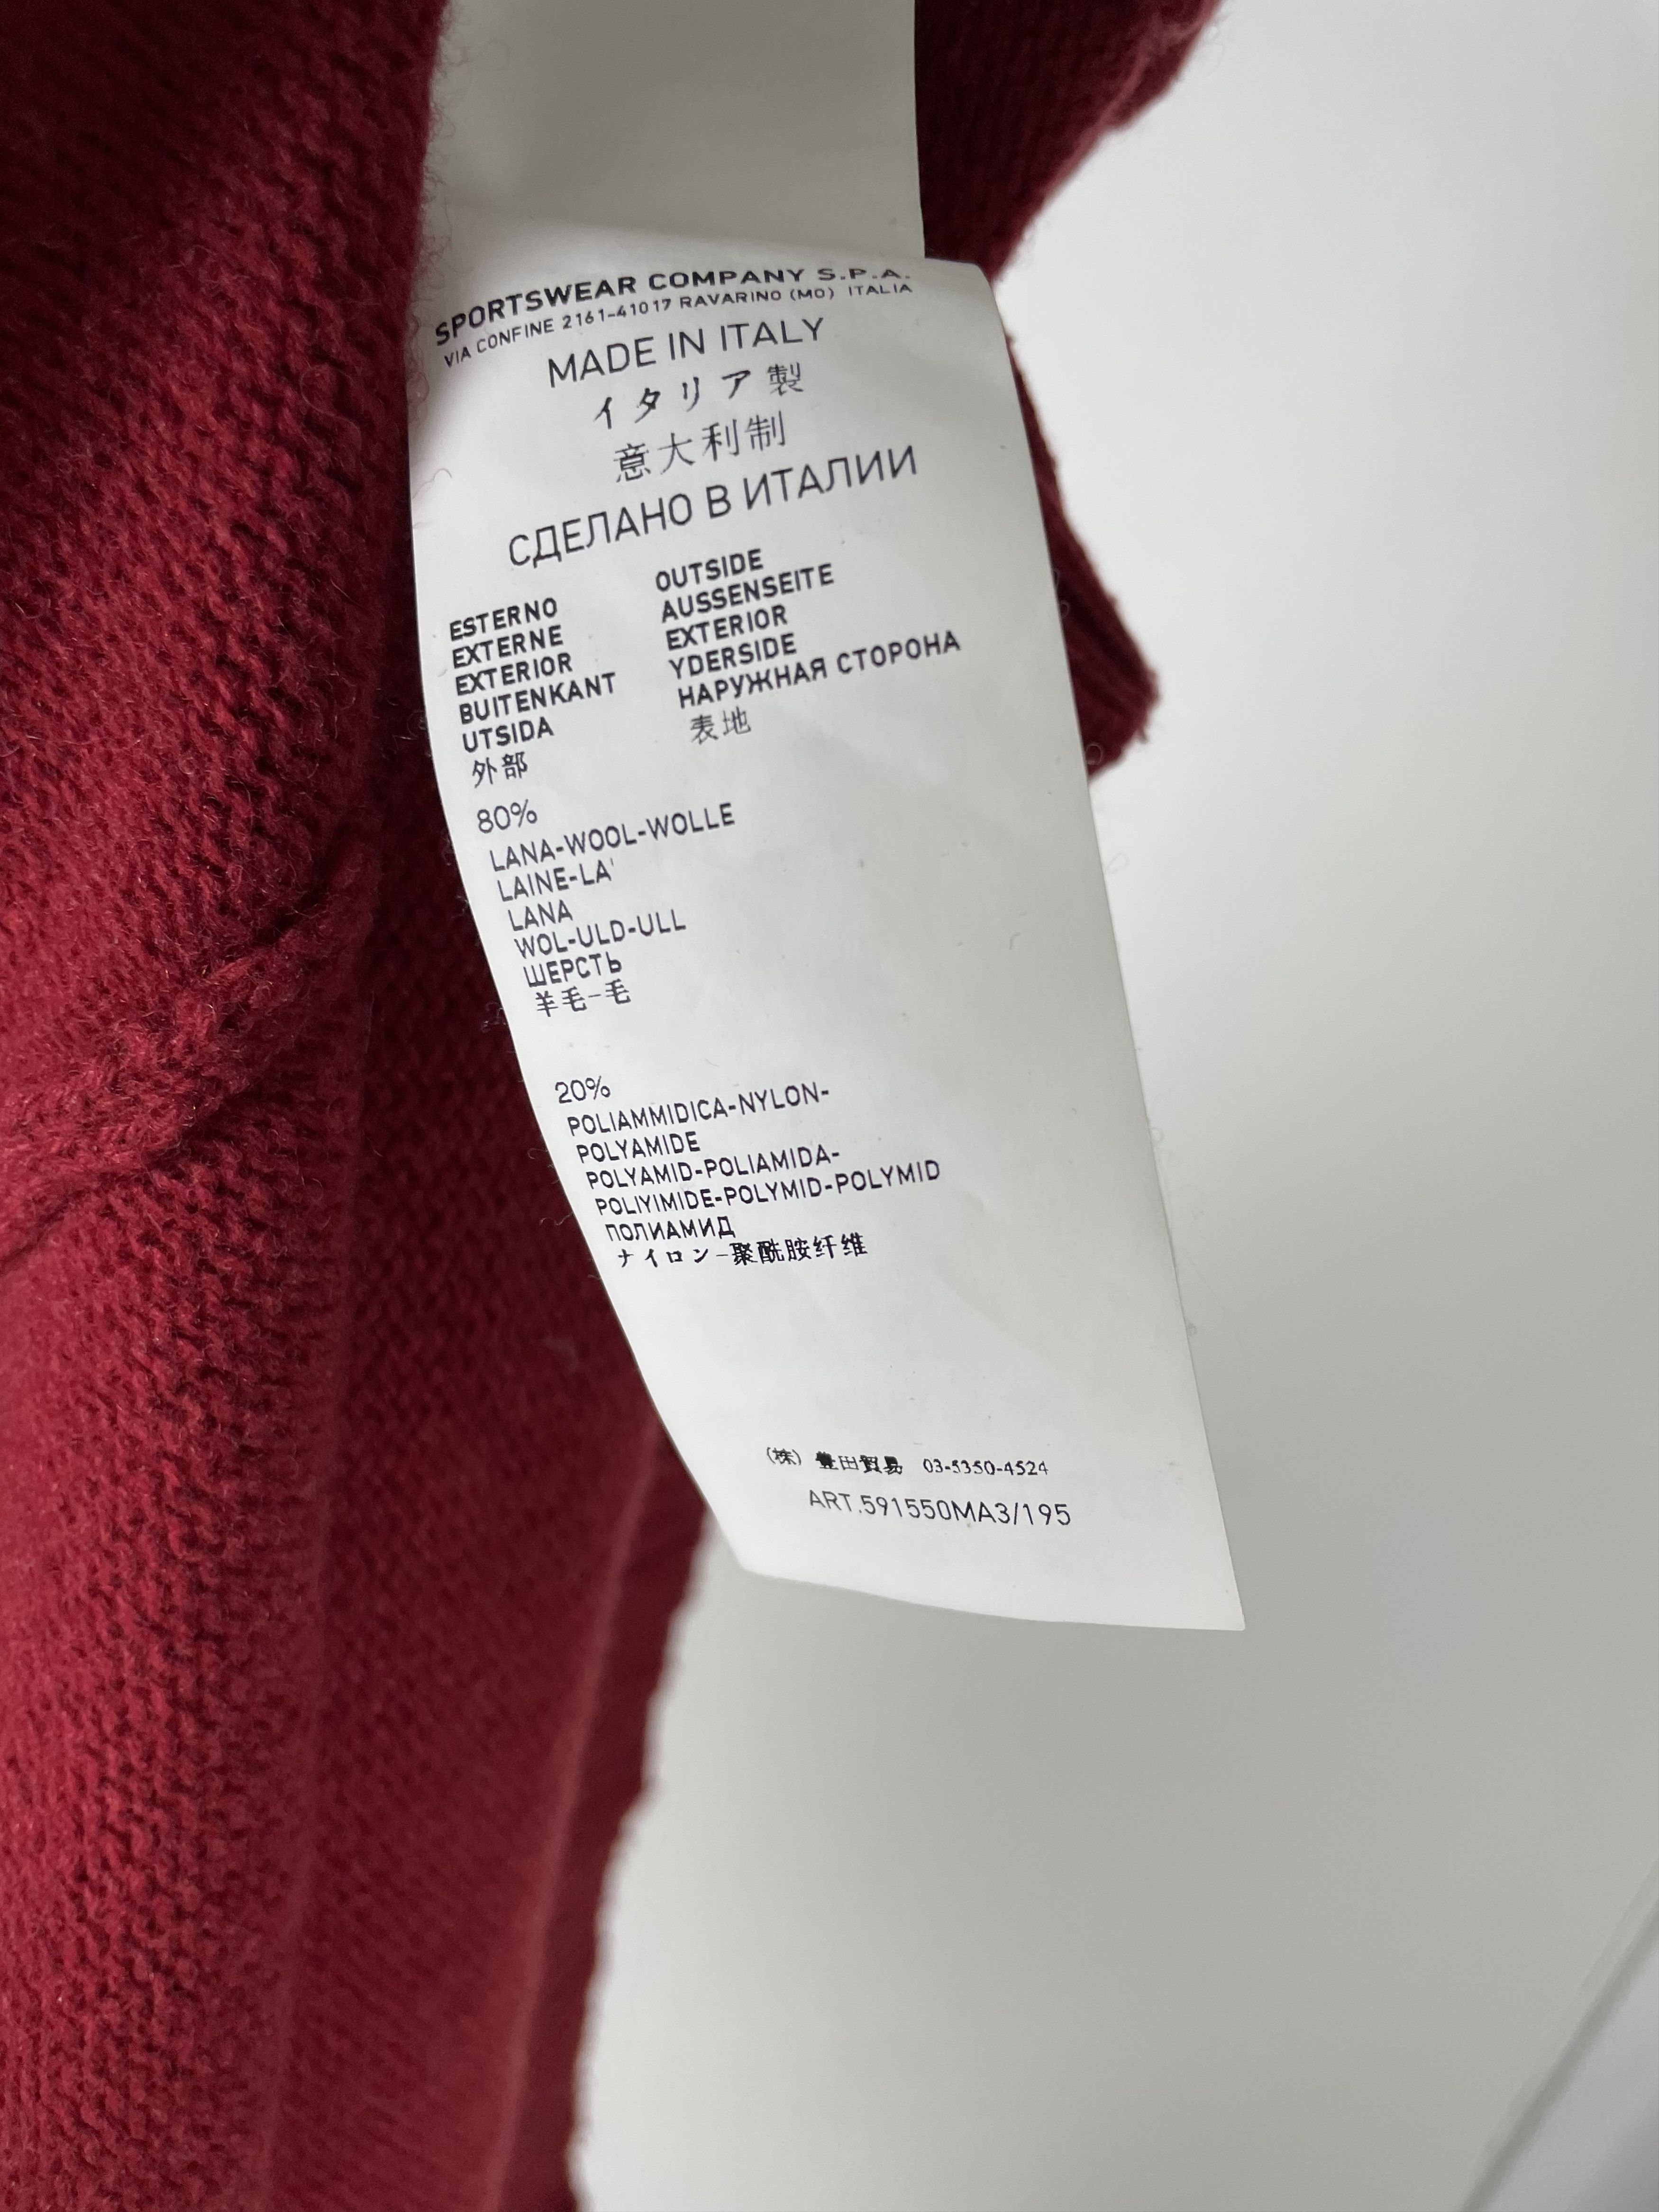 SPORTSWEAR COMPANY S.P.A.
VIA CONFINE 2161-41017 RAVARINO (MO) ITALIA
MADE IN ITALY
イタリア製
意大利制
СДЕЛАНО В ИТАЛИИ
ESTERNO
EXTERNE
EXTERIOR
BUITENKANT
UTSIDA
外部
OUTSIDE
AUSSENSEITE
EXTERIOR
YDERSIDE
НАРУЖНАЯ СТОРОНА
表地
80%
LANA-WOOL-WOLLE
LAINE-LA'
LANA
WOL-ULD-ULL
ШЕРСТЬ
羊毛-毛
20%
POLIAMMIDICA-NYLON-
POLYAMIDE
POLYAMID-POLIAMIDA-
POLIYIMIDE-POLYMID-POLYMID
ПОЛИАМИД
ナイロン-聚酰胺纤维
(株) 豊田貿易 03-5350-4524
ART.591550MA3/195